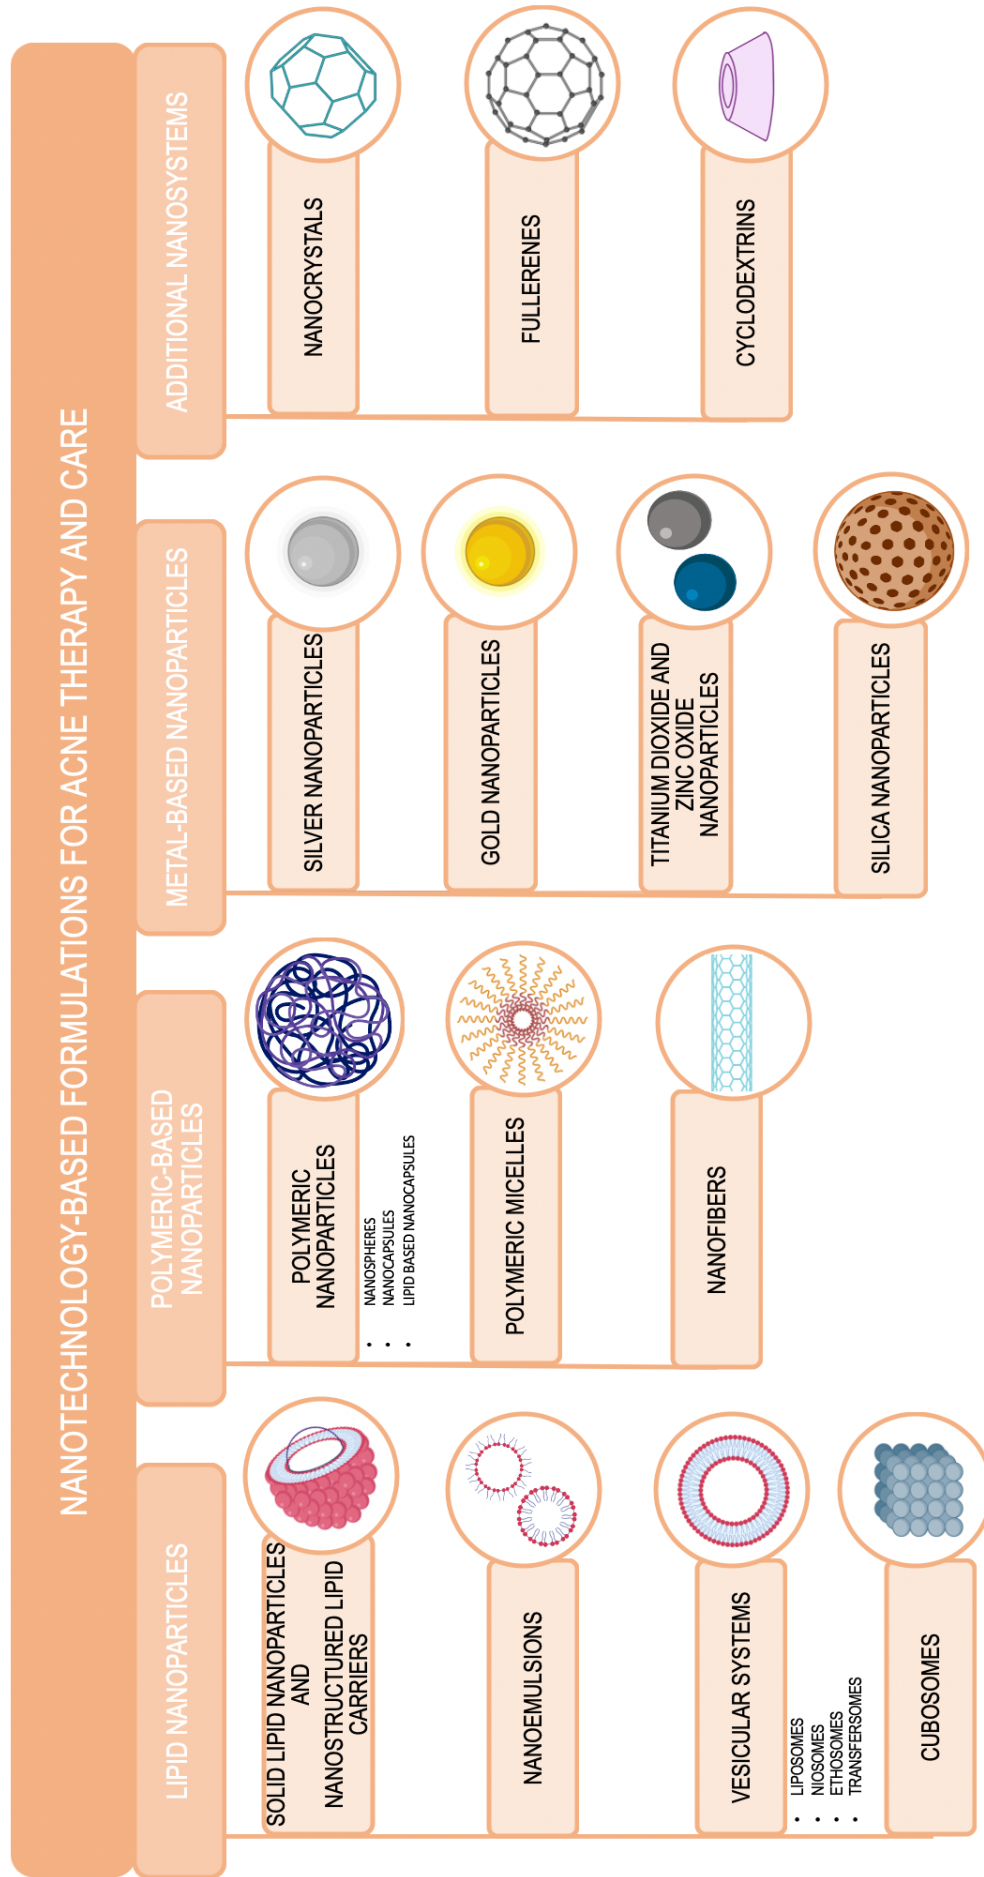 NANOTECHNOLOGY-BASED FORMULATIONS FOR ACNE THERAPY AND CARE
LIPID NANOPARTICLES
SOLID LIPID NANOPARTICLES
AND
NANOSTRUCTURED LIPID
CARRIERS
NANOEMULSIONS
VESICULAR SYSTEMS
• LIPOSOMES
• NIOSOMES
• ETHOSOMES
• TRANSFERSOMES
CUBOSOMES
POLYMERIC-BASED
NANOPARTICLES
POLYMERIC
NANOPARTICLES
• NANOSPHERES
• NANOCAPSULES
• LIPID BASED NANOCAPSULES
POLYMERIC MICELLES
NANOFIBERS
METAL-BASED NANOPARTICLES
SILVER NANOPARTICLES
GOLD NANOPARTICLES
TITANIUM DIOXIDE AND
ZINC OXIDE
NANOPARTICLES
SILICA NANOPARTICLES
ADDITIONAL NANOSYSTEMS
NANOCRYSTALS
FULLERENES
CYCLODEXTRINS